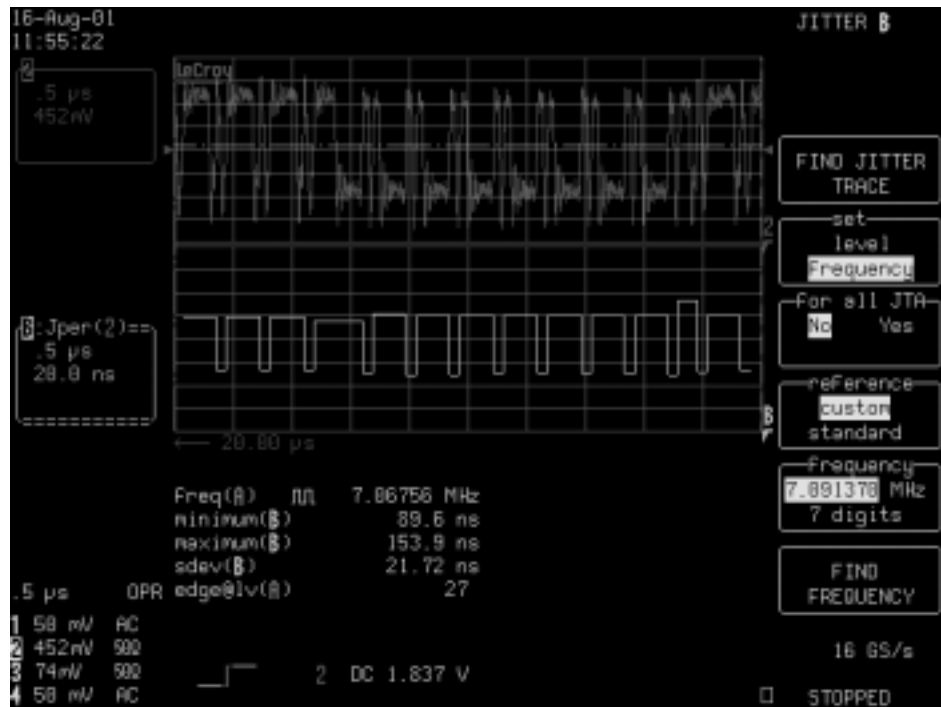 16-Aug-01
11:55:22
JITTER B
2
.5 µs
452mV
LeCroy
FIND JITTER
TRACE
set
level
Frequency
2
For all JTA
No Yes
B:Jper(2)
.5 µs
20.0 ns
reference
custom
standard
B
20.00 µs
Frequency
7.891378 MHz
7 digits
Freq(A) 7.86756 MHz
minimum(B) 89.6 ns
maximum(B) 153.9 ns
sdev(B) 21.72 ns
edge@lv(A) 27
FIND
FREQUENCY
.5 µs OPR
1 50 mV AC
2 452mV 50Ω
3 74mV 50Ω
4 50 mV AC
2 DC 1.837 V
16 GS/s
STOPPED